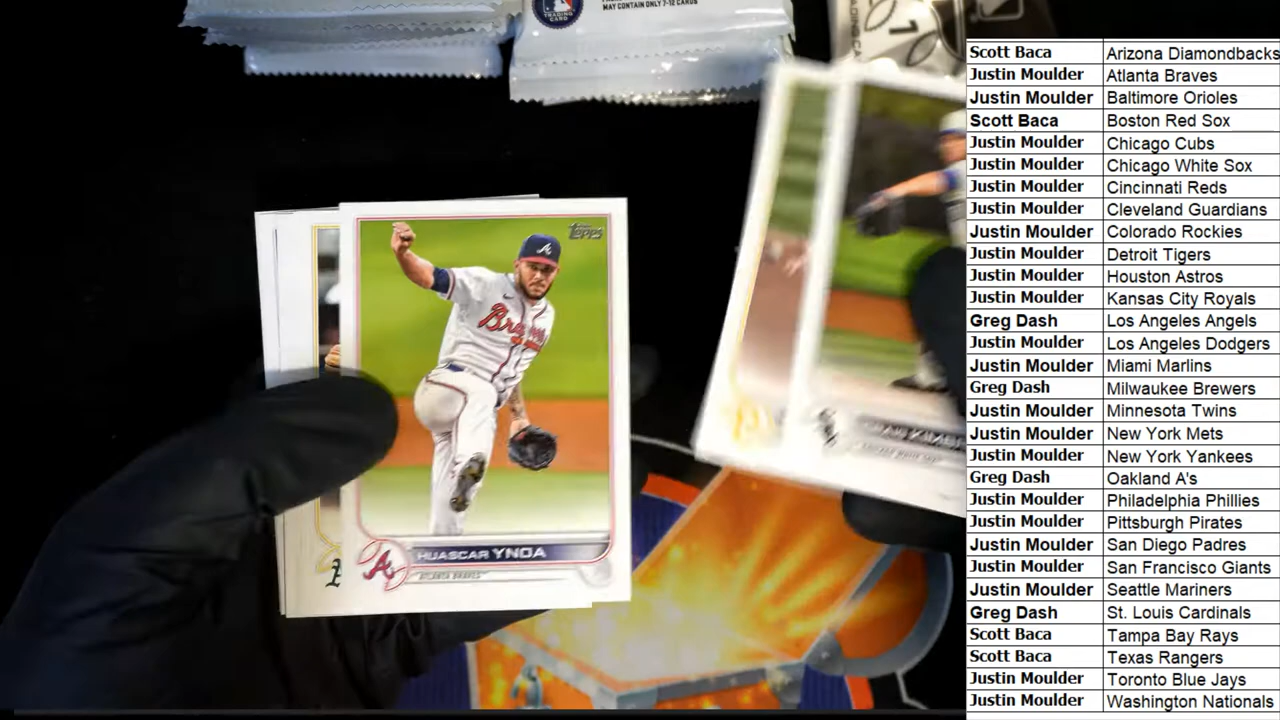 MAY CONTAIN ONLY 7-12 CARDS
TRADING CARD
1
Topps
Braves
HUASCAR YNOA
ATLANTA BRAVES
Scott Baca Arizona Diamondbacks
Justin Moulder Atlanta Braves
Justin Moulder Baltimore Orioles
Scott Baca Boston Red Sox
Justin Moulder Chicago Cubs
Justin Moulder Chicago White Sox
Justin Moulder Cincinnati Reds
Justin Moulder Cleveland Guardians
Justin Moulder Colorado Rockies
Justin Moulder Detroit Tigers
Justin Moulder Houston Astros
Justin Moulder Kansas City Royals
Greg Dash Los Angeles Angels
Justin Moulder Los Angeles Dodgers
Justin Moulder Miami Marlins
Greg Dash Milwaukee Brewers
Justin Moulder Minnesota Twins
Justin Moulder New York Mets
Justin Moulder New York Yankees
Greg Dash Oakland A's
Justin Moulder Philadelphia Phillies
Justin Moulder Pittsburgh Pirates
Justin Moulder San Diego Padres
Justin Moulder San Francisco Giants
Justin Moulder Seattle Mariners
Greg Dash St. Louis Cardinals
Scott Baca Tampa Bay Rays
Scott Baca Texas Rangers
Justin Moulder Toronto Blue Jays
Justin Moulder Washington Nationals